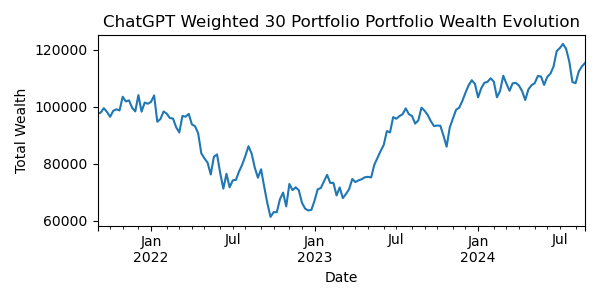 ChatGPT Weighted 30 Portfolio Portfolio Wealth Evolution
Total Wealth
120000
100000
80000
60000
Jan
2022
Jul
Jan
2023
Jul
Jan
2024
Jul
Date